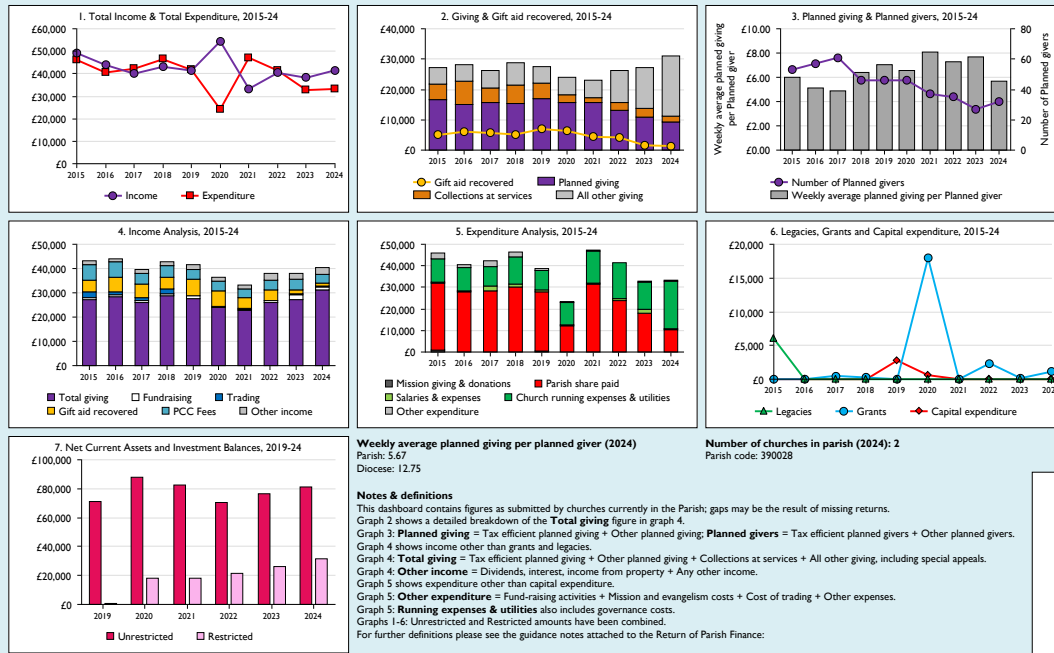 1. Total Income & Total Expenditure, 2015-24
£60,000
£50,000
£40,000
£30,000
£20,000
£10,000
£0
2015 2016 2017 2018 2019 2020 2021 2022 2023 2024
Income Expenditure
2. Giving & Gift aid recovered, 2015-24
£40,000
£30,000
£20,000
£10,000
£0
2015 2016 2017 2018 2019 2020 2021 2022 2023 2024
Gift aid recovered Planned giving
Collections at services All other giving
3. Planned giving & Planned givers, 2015-24
Weekly average planned giving
per Planned giver
£10.00
£8.00
£6.00
£4.00
£2.00
£0.00
80
60
40
20
0
Number of Planned givers
2015 2016 2017 2018 2019 2020 2021 2022 2023 2024
Number of Planned givers
Weekly average planned giving per Planned giver
4. Income Analysis, 2015-24
£50,000
£40,000
£30,000
£20,000
£10,000
£0
2015 2016 2017 2018 2019 2020 2021 2022 2023 2024
Total giving Fundraising Trading
Gift aid recovered PCC Fees Other income
5. Expenditure Analysis, 2015-24
£50,000
£40,000
£30,000
£20,000
£10,000
£0
2015 2016 2017 2018 2019 2020 2021 2022 2023 2024
Mission giving & donations Parish share paid
Salaries & expenses Church running expenses & utilities
Other expenditure
6. Legacies, Grants and Capital expenditure, 2015-24
£20,000
£15,000
£10,000
£5,000
£0
2015 2016 2017 2018 2019 2020 2021 2022 2023
Legacies Grants Capital expenditure
7. Net Current Assets and Investment Balances, 2019-24
£100,000
£80,000
£60,000
£40,000
£20,000
£0
2019 2020 2021 2022 2023 2024
Unrestricted Restricted
Weekly average planned giving per planned giver (2024)
Parish: 5.67
Diocese: 12.75
Number of churches in parish (2024): 2
Parish code: 390028
Notes & definitions
This dashboard contains figures as submitted by churches currently in the Parish; gaps may be the result of missing returns.
Graph 2 shows a detailed breakdown of the Total giving figure in graph 4.
Graph 3: Planned giving = Tax efficient planned giving + Other planned giving; Planned givers = Tax efficient planned givers + Other planned givers.
Graph 4 shows income other than grants and legacies.
Graph 4: Total giving = Tax efficient planned giving + Other planned giving + Collections at services + All other giving, including special appeals.
Graph 4: Other income = Dividends, interest, income from property + Any other income.
Graph 5 shows expenditure other than capital expenditure.
Graph 5: Other expenditure = Fund-raising activities + Mission and evangelism costs + Cost of trading + Other expenses.
Graph 5: Running expenses & utilities also includes governance costs.
Graphs 1-6: Unrestricted and Restricted amounts have been combined.
For further definitions please see the guidance notes attached to the Return of Parish Finance: